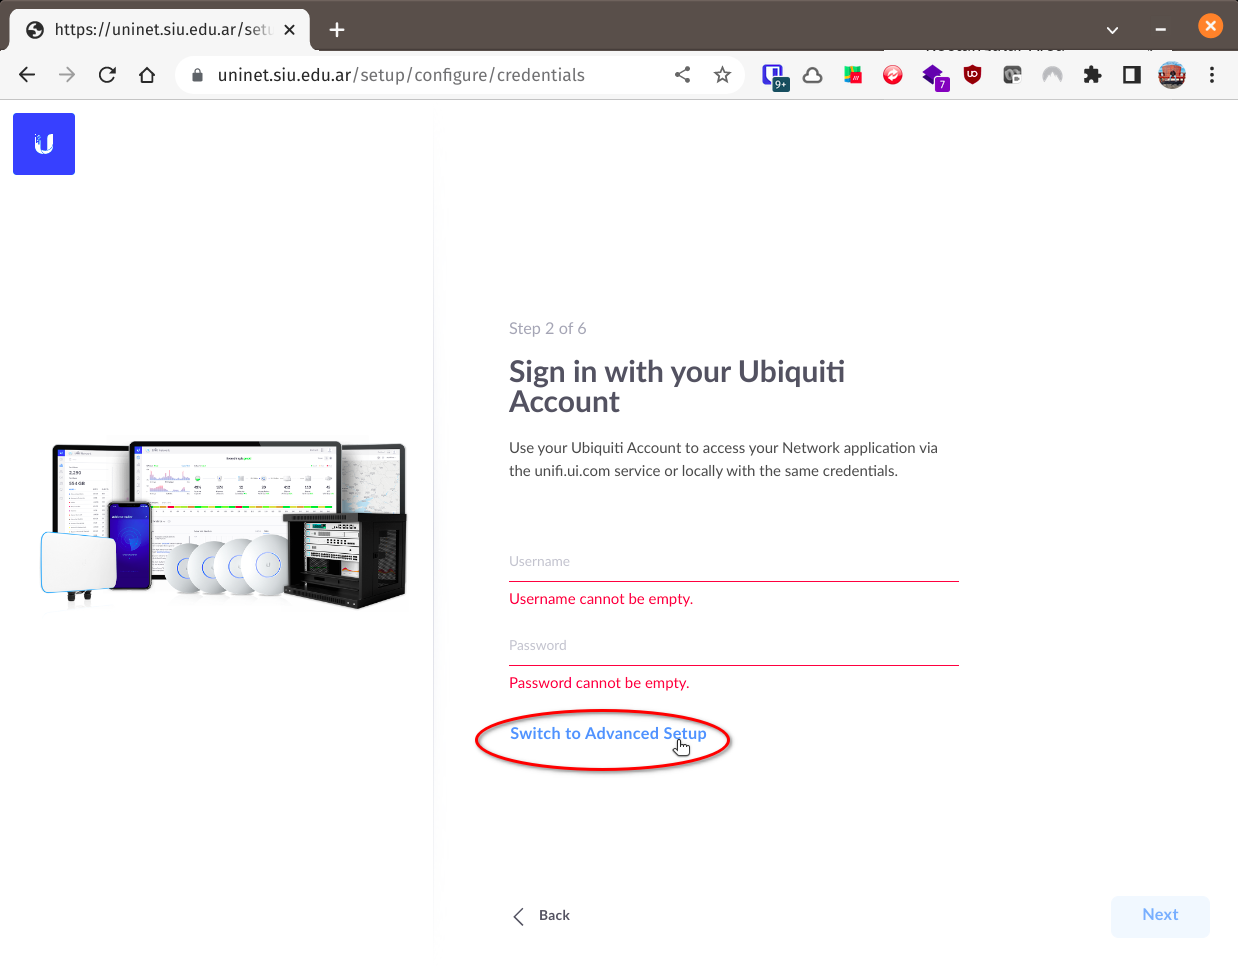 https://uninet.siu.edu.ar/setu
uninet.siu.edu.ar/setup/configure/credentials
9+
7
U
Step 2 of 6
Sign in with your Ubiquiti
Account
Use your Ubiquiti Account to access your Network application via
the unifi.ui.com service or locally with the same credentials.
Username
Username cannot be empty.
Password
Password cannot be empty.
Switch to Advanced Setup
Back
Next